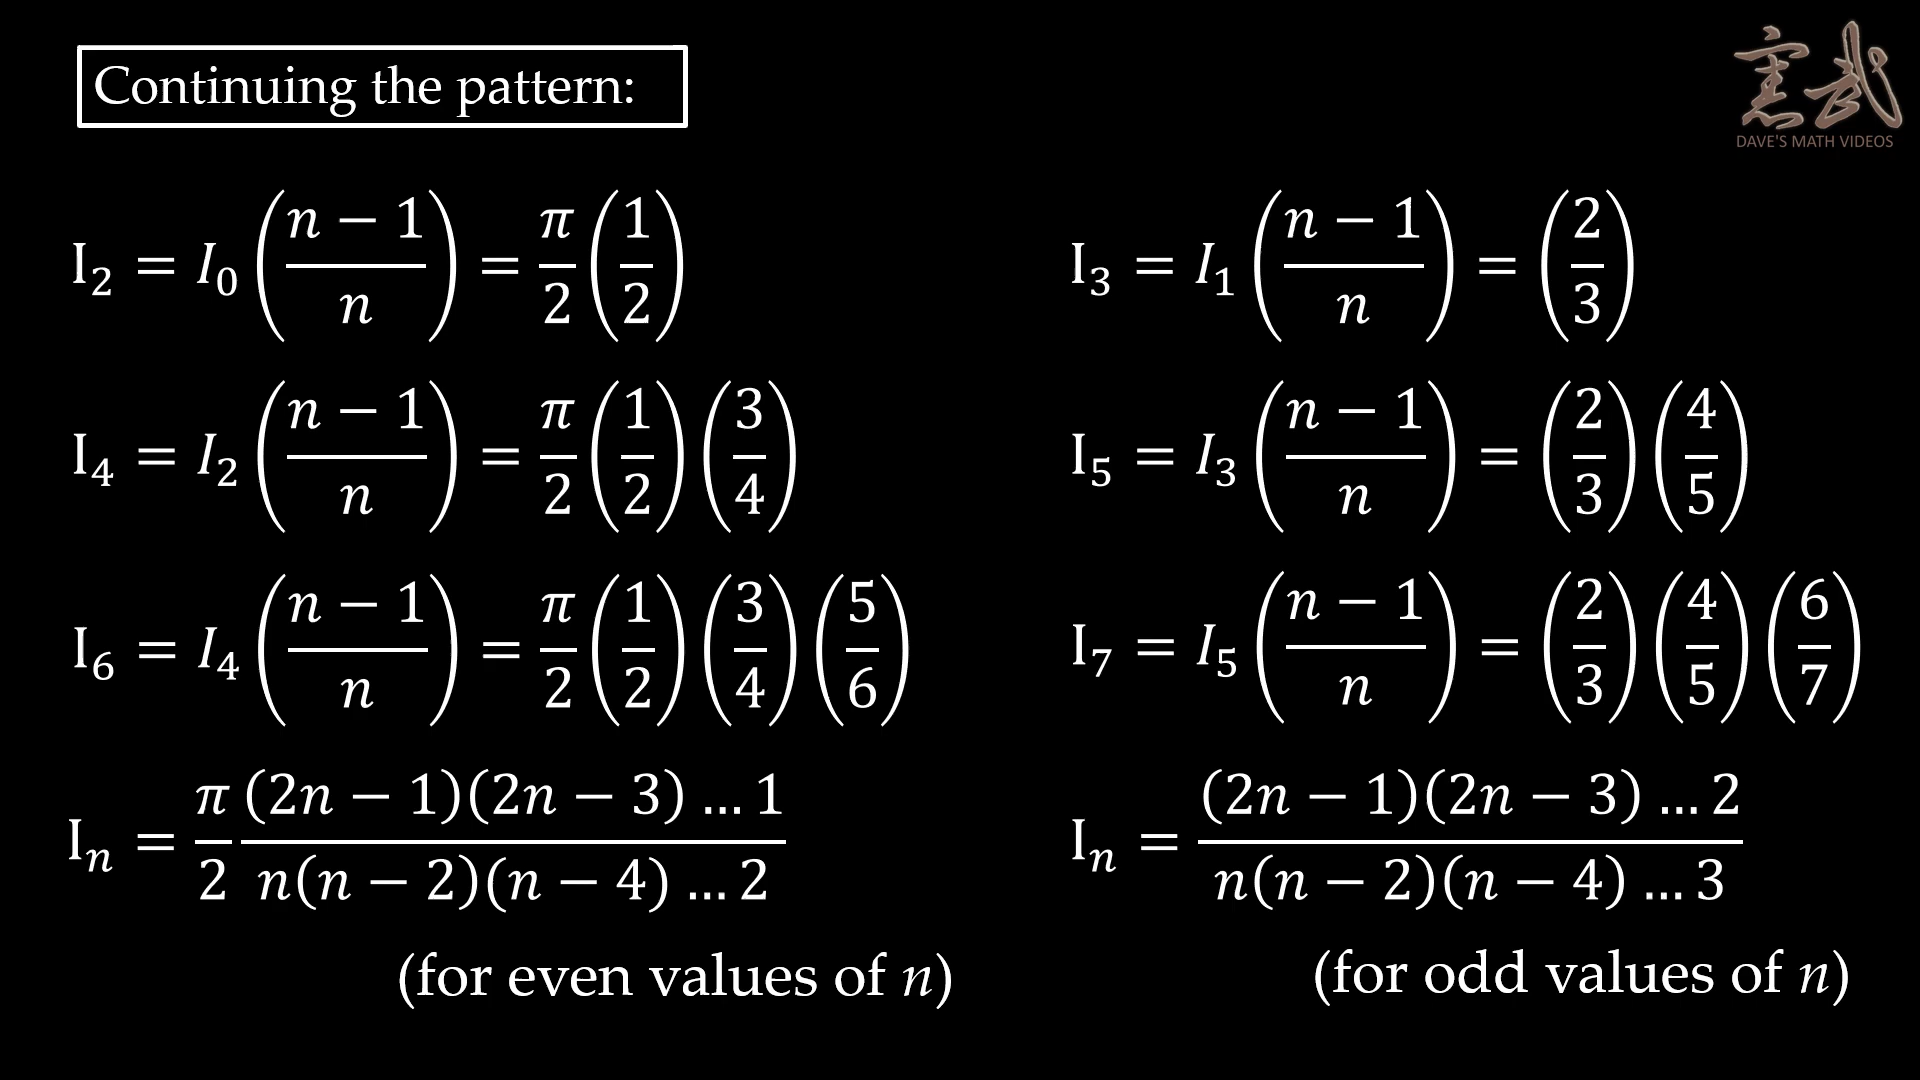 Continuing the pattern:
憲武
DAVE'S MATH VIDEOS
I₂ = I₀ ((n − 1)/n) = π/2 (1/2)
I₄ = I₂ ((n − 1)/n) = π/2 (1/2) (3/4)
I₆ = I₄ ((n − 1)/n) = π/2 (1/2) (3/4) (5/6)
Iₙ = π/2 (2n − 1)(2n − 3) … 1 / n(n − 2)(n − 4) … 2
(for even values of n)
I₃ = I₁ ((n − 1)/n) = (2/3)
I₅ = I₃ ((n − 1)/n) = (2/3) (4/5)
I₇ = I₅ ((n − 1)/n) = (2/3) (4/5) (6/7)
Iₙ = (2n − 1)(2n − 3) … 2 / n(n − 2)(n − 4) … 3
(for odd values of n)